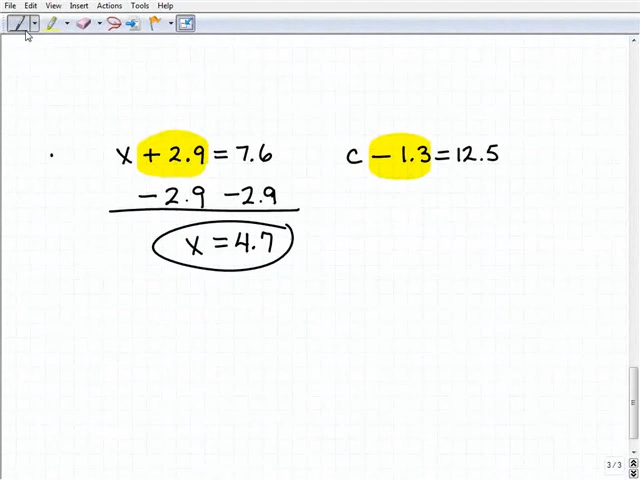 File Edit View Insert Actions Tools Help
x + 2.9 = 7.6
- 2.9 - 2.9
x = 4.7
c - 1.3 = 12.5
3/3